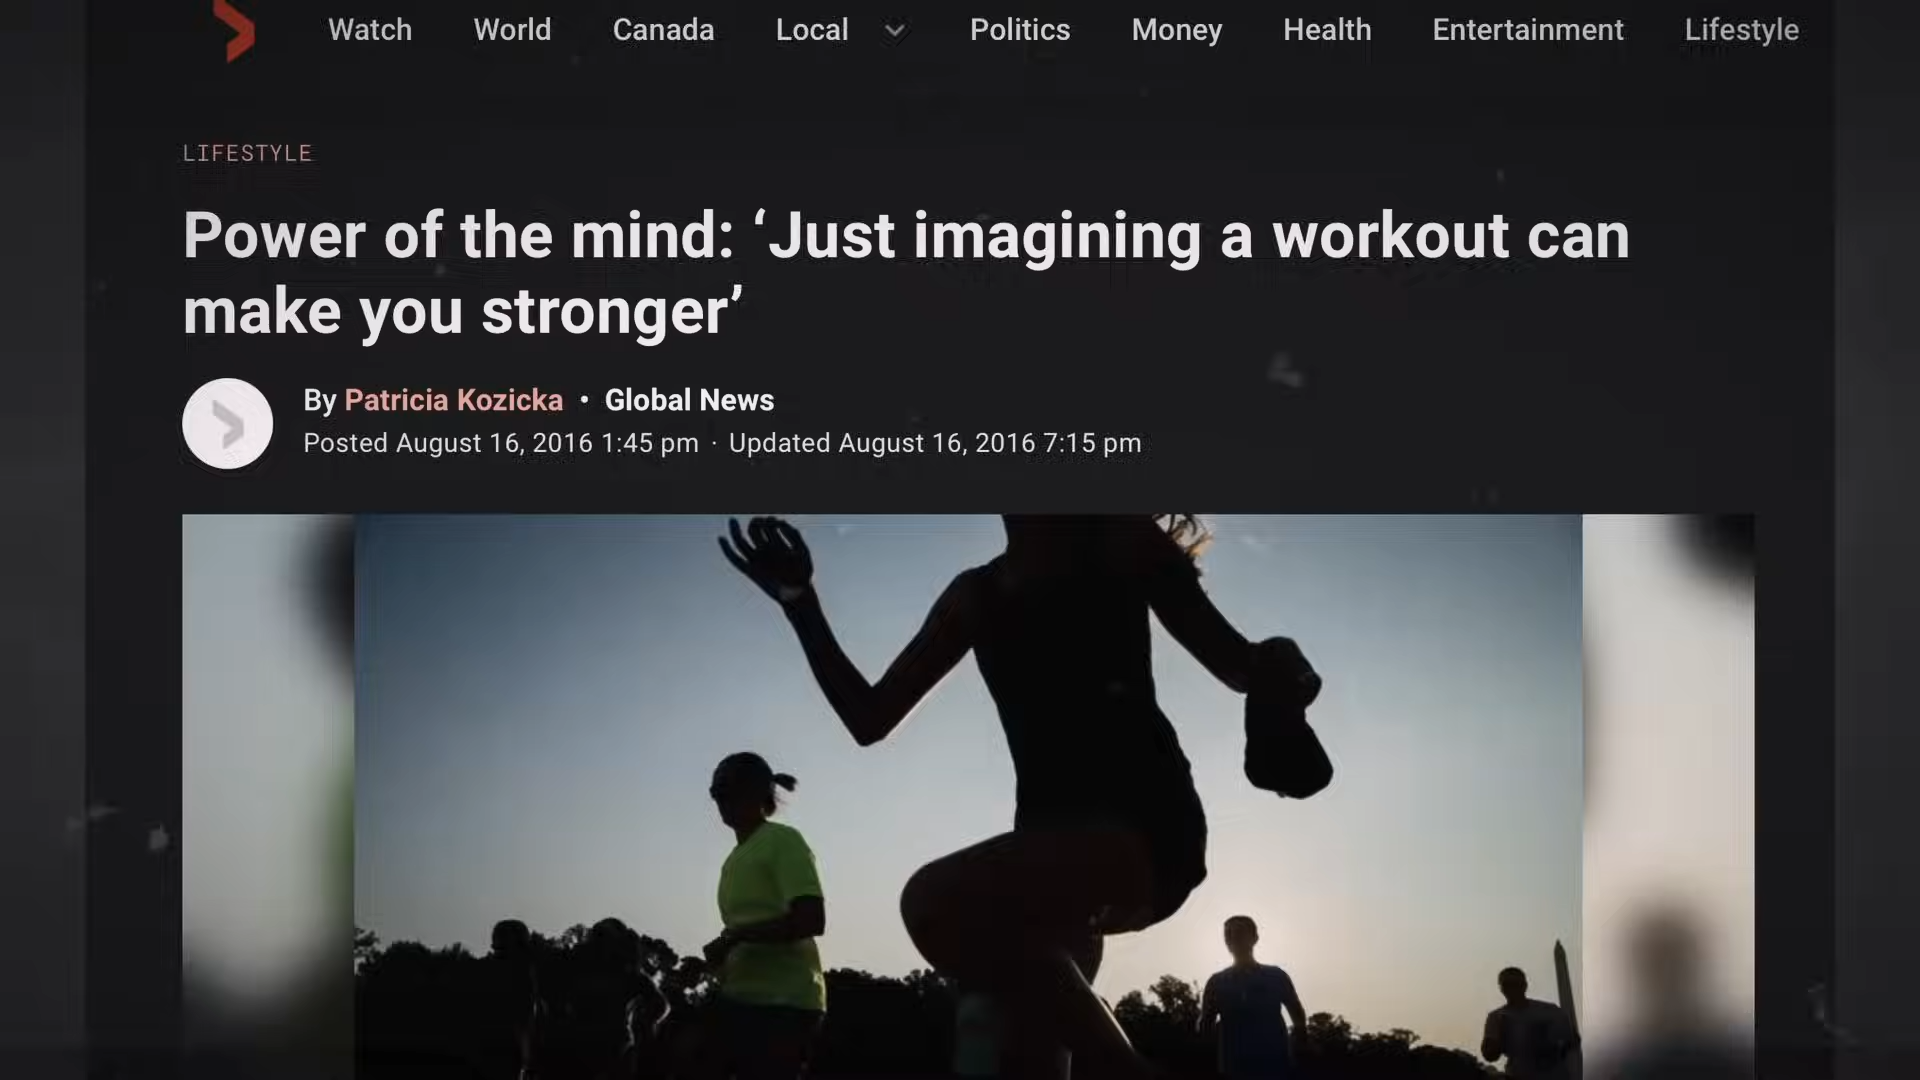 Watch World Canada Local Politics Money Health Entertainment Lifestyle
LIFESTYLE
Power of the mind: ‘Just imagining a workout can
make you stronger’
By Patricia Kozicka • Global News
Posted August 16, 2016 1:45 pm · Updated August 16, 2016 7:15 pm